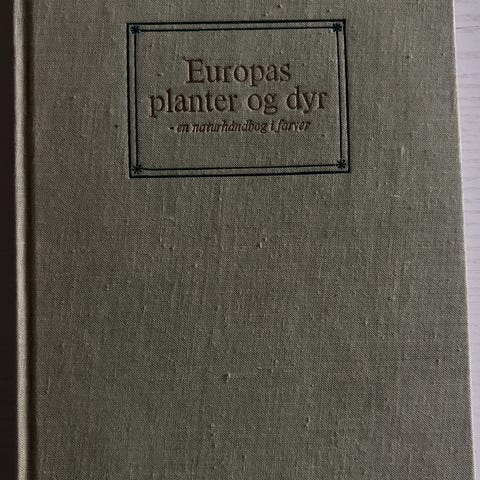 Europas
planter og dyr
- en naturhåndbog i farver